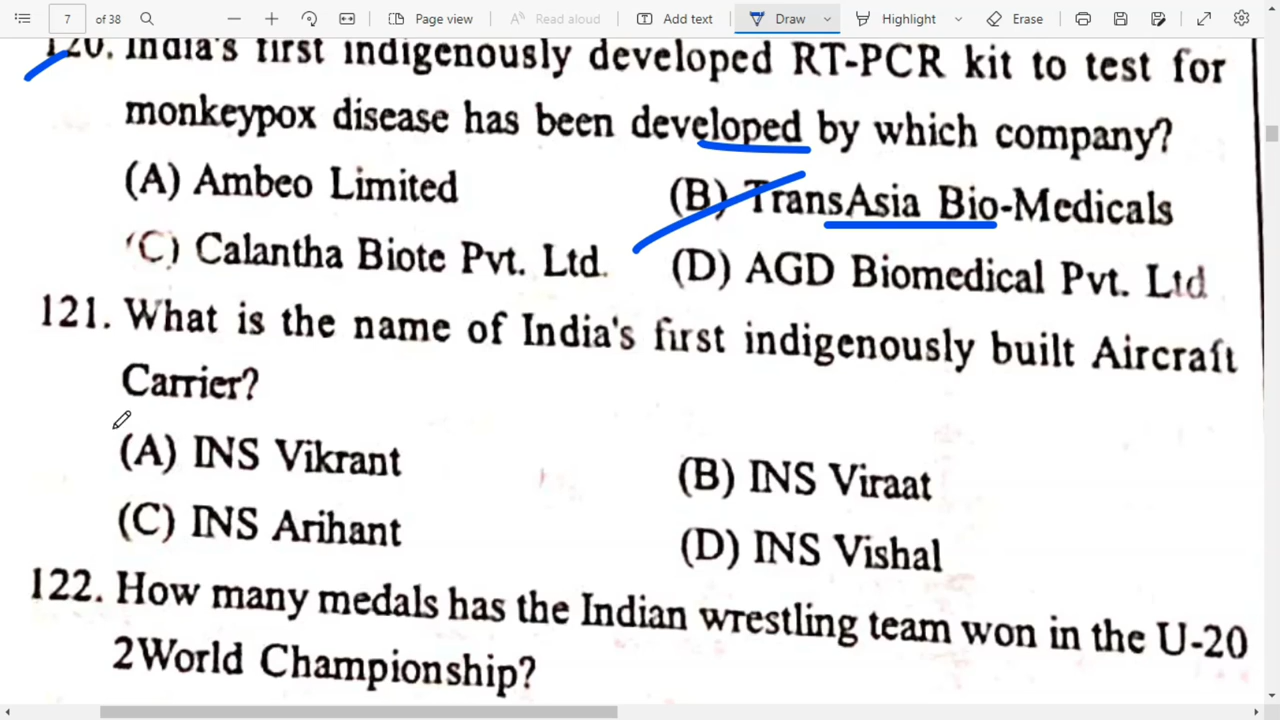 7 of 38 Page view Read aloud Add text Draw Highlight Erase
120. India's first indigenously developed RT-PCR kit to test for
monkeypox disease has been developed by which company?
(A) Ambeo Limited (B) TransAsia Bio-Medicals
(C) Calantha Biote Pvt. Ltd. (D) AGD Biomedical Pvt. Ltd
121. What is the name of India's first indigenously built Aircraft
Carrier?
(A) INS Vikrant (B) INS Viraat
(C) INS Arihant (D) INS Vishal
122. How many medals has the Indian wrestling team won in the U-20
2World Championship?